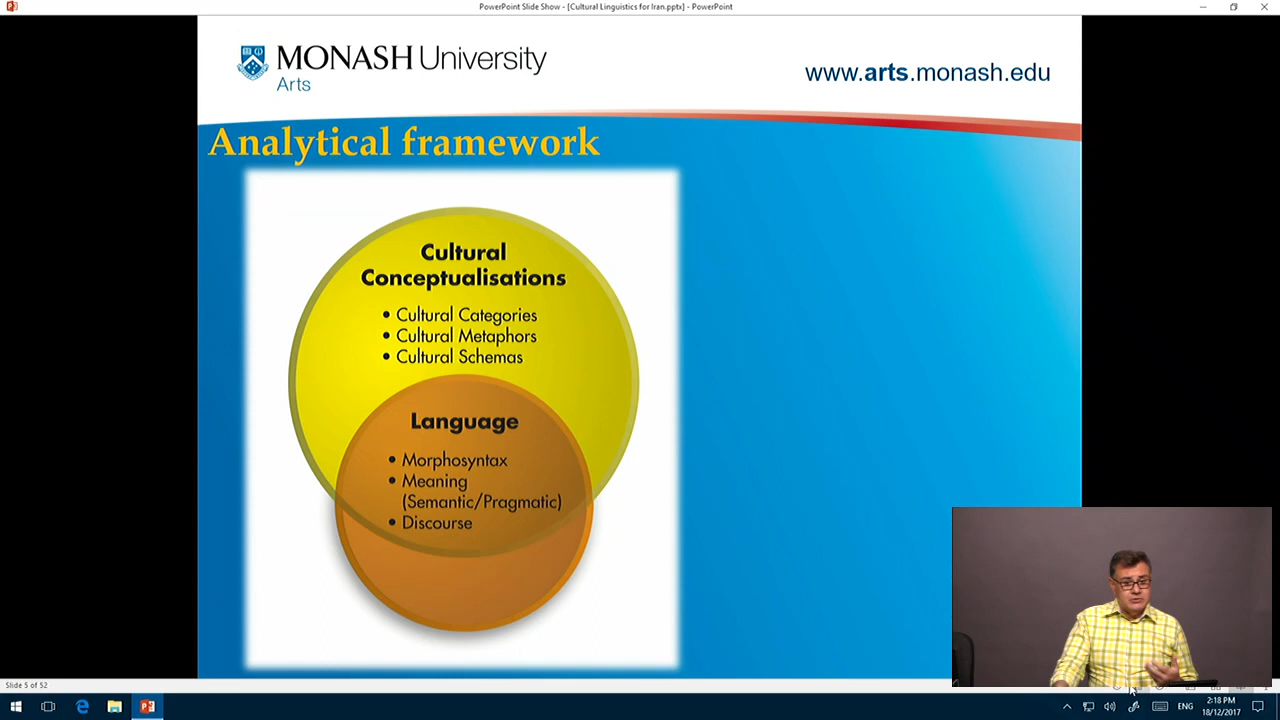 PowerPoint Slide Show - [Cultural Linguistics for Iran.pptx] - PowerPoint
MONASH University
Arts
www.arts.monash.edu
Analytical framework
Cultural
Conceptualisations
• Cultural Categories
• Cultural Metaphors
• Cultural Schemas
Language
• Morphosyntax
• Meaning
(Semantic/Pragmatic)
• Discourse
Slide 5 of 52
ENG
2:18 PM
18/12/2017